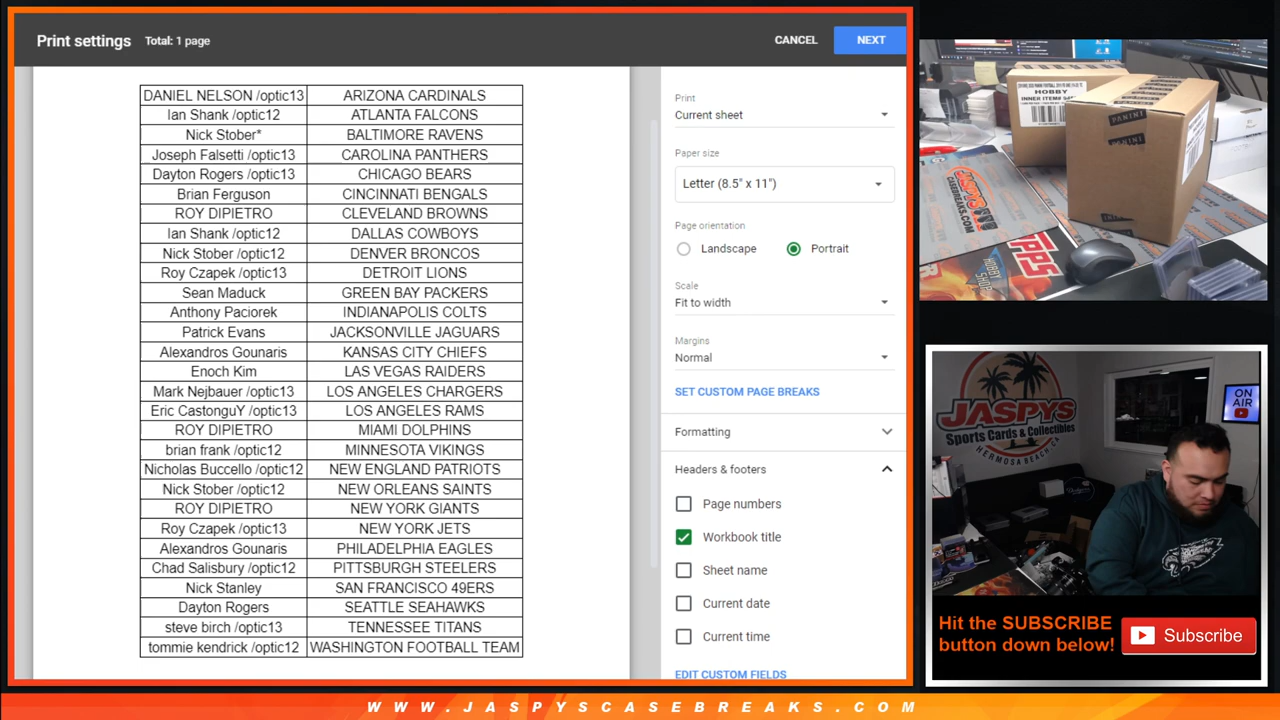 Print settings
Total: 1 page
CANCEL
NEXT
DANIEL NELSON /optic13 ARIZONA CARDINALS
Ian Shank /optic12 ATLANTA FALCONS
Nick Stober* BALTIMORE RAVENS
Joseph Falsetti /optic13 CAROLINA PANTHERS
Dayton Rogers /optic13 CHICAGO BEARS
Brian Ferguson CINCINNATI BENGALS
ROY DIPIETRO CLEVELAND BROWNS
Ian Shank /optic12 DALLAS COWBOYS
Nick Stober /optic12 DENVER BRONCOS
Roy Czapek /optic13 DETROIT LIONS
Sean Maduck GREEN BAY PACKERS
Anthony Paciorek INDIANAPOLIS COLTS
Patrick Evans JACKSONVILLE JAGUARS
Alexandros Gounaris KANSAS CITY CHIEFS
Enoch Kim LAS VEGAS RAIDERS
Mark Nejbauer /optic13 LOS ANGELES CHARGERS
Eric CastonguY /optic13 LOS ANGELES RAMS
ROY DIPIETRO MIAMI DOLPHINS
brian frank /optic12 MINNESOTA VIKINGS
Nicholas Buccello /optic12 NEW ENGLAND PATRIOTS
Nick Stober /optic12 NEW ORLEANS SAINTS
ROY DIPIETRO NEW YORK GIANTS
Roy Czapek /optic13 NEW YORK JETS
Alexandros Gounaris PHILADELPHIA EAGLES
Chad Salisbury /optic12 PITTSBURGH STEELERS
Nick Stanley SAN FRANCISCO 49ERS
Dayton Rogers SEATTLE SEAHAWKS
steve birch /optic13 TENNESSEE TITANS
tommie kendrick /optic12 WASHINGTON FOOTBALL TEAM
Print
Current sheet
Paper size
Letter (8.5" x 11")
Page orientation
Landscape
Portrait
Scale
Fit to width
Margins
Normal
SET CUSTOM PAGE BREAKS
Formatting
Headers & footers
Page numbers
Workbook title
Sheet name
Current date
Current time
EDIT CUSTOM FIELDS
HOBBY
PANINI
JASPYS
CASEBREAKS.COM
TOPPS
HOBBY
SHOP
JASPYS
Sports Cards & Collectibles
HERMOSA BEACH, CA
ON
AIR
Hit the SUBSCRIBE
button down below!
Subscribe
WWW.JASPYSCASEBREAKS.COM